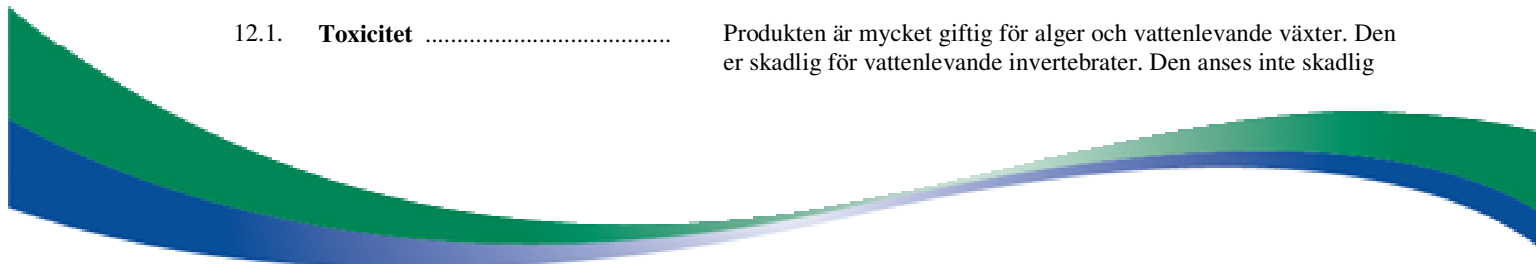 12.1. Toxicitet ...................................... Produkten är mycket giftig för alger och vattenlevande växter. Den
er skadlig för vattenlevande invertebrater. Den anses inte skadlig